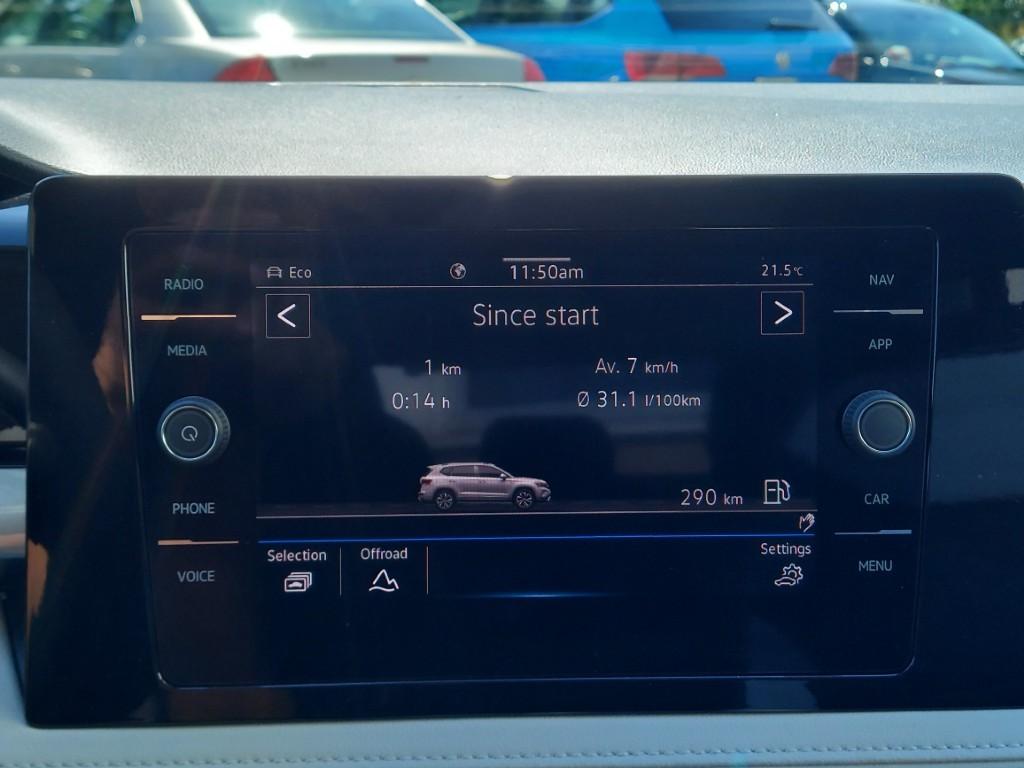 Eco
11:50am
21.5°C
RADIO
NAV
<
Since start
>
MEDIA
APP
1 km
Av. 7 km/h
0:14 h
Ø 31.1 l/100km
290 km
PHONE
CAR
Selection
Offroad
Settings
VOICE
MENU